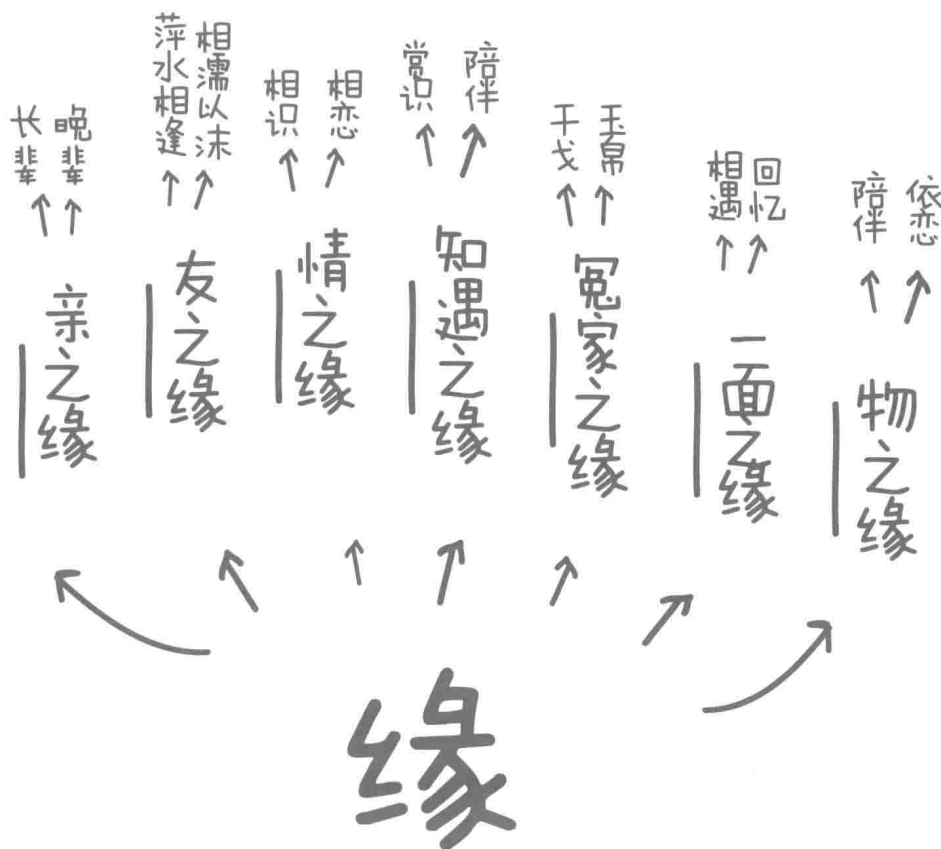 长辈
晚辈
亲之缘
萍水相逢
相濡以沫
友之缘
相识
相恋
情之缘
赏识
陪伴
知遇之缘
干戈
玉帛
冤家之缘
相遇
回忆
一面之缘
陪伴
依恋
物之缘
缘